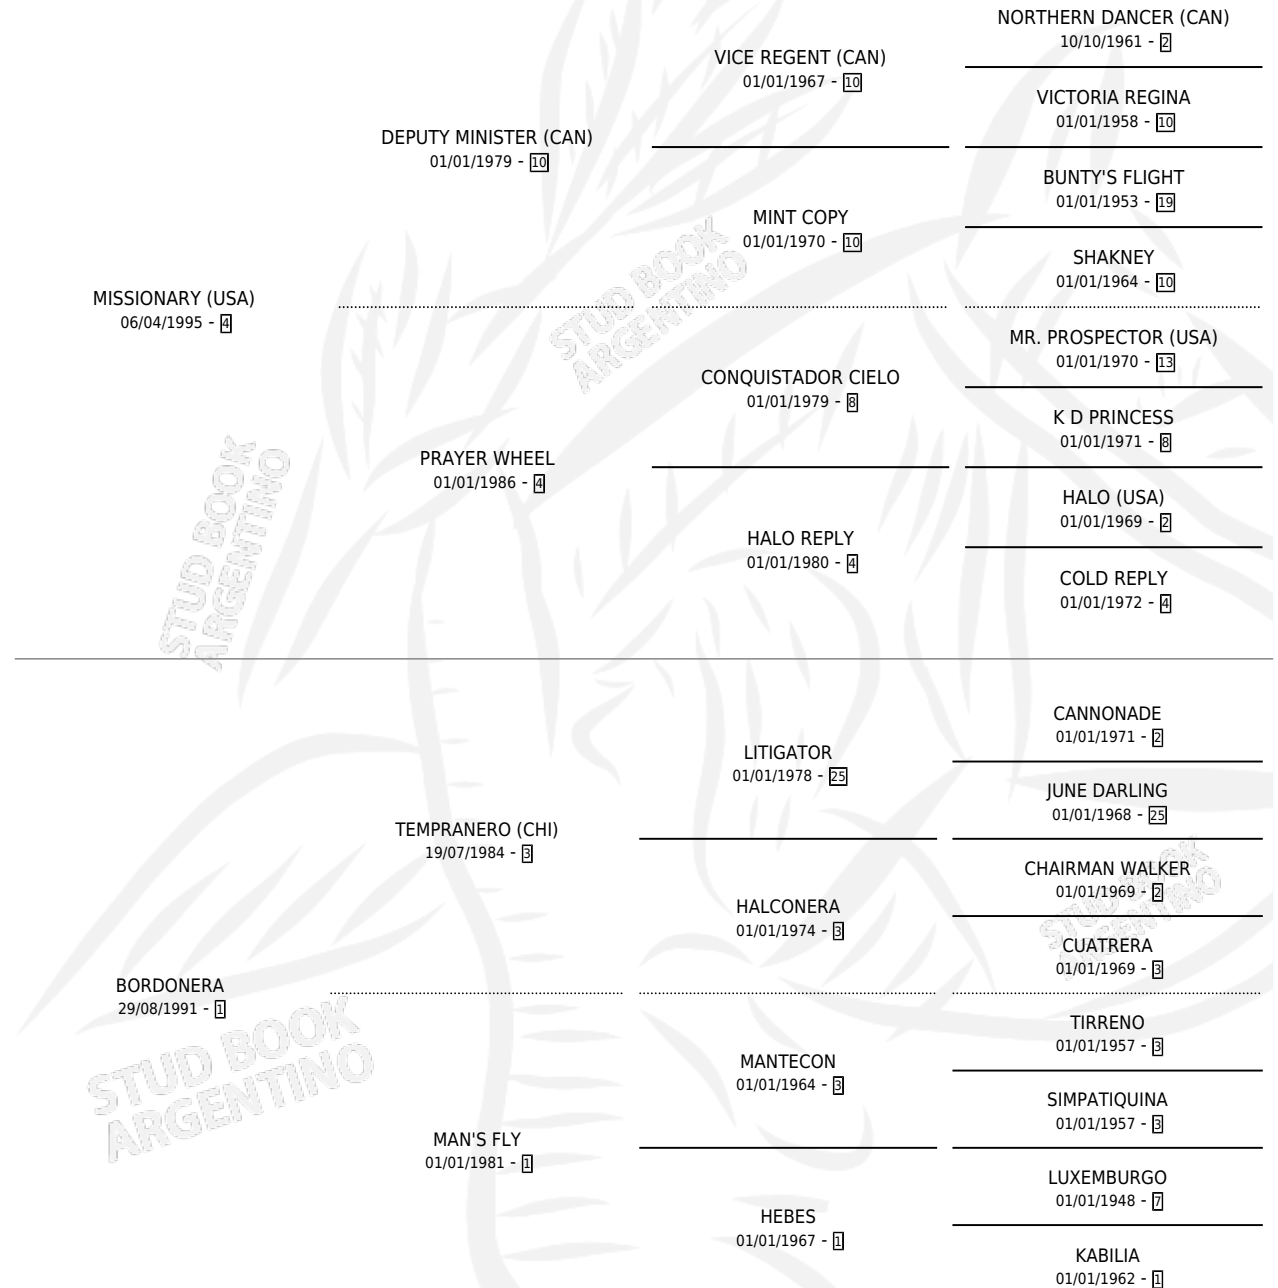 NORTHERN DANCER (CAN)
10/10/1961 - 2
VICE REGENT (CAN)
01/01/1967 - 10
VICTORIA REGINA
01/01/1958 - 10
DEPUTY MINISTER (CAN)
01/01/1979 - 10
BUNTY'S FLIGHT
01/01/1953 - 19
MINT COPY
01/01/1970 - 10
SHAKNEY
01/01/1964 - 10
MISSIONARY (USA)
06/04/1995 - 4
STUD BOOK
ARGENTINO
MR. PROSPECTOR (USA)
01/01/1970 - 13
CONQUISTADOR CIELO
01/01/1979 - 8
K D PRINCESS
01/01/1971 - 8
PRAYER WHEEL
01/01/1986 - 4
HALO (USA)
01/01/1969 - 2
HALO REPLY
01/01/1980 - 4
COLD REPLY
01/01/1972 - 4
STUD BOOK
ARGENTINO
CANNONADE
01/01/1971 - 2
LITIGATOR
01/01/1978 - 25
JUNE DARLING
01/01/1968 - 25
TEMPRANERO (CHI)
19/07/1984 - 3
CHAIRMAN WALKER
01/01/1969 - 2
HALCONERA
01/01/1974 - 3
CUATRERA
01/01/1969 - 3
STUD BOOK
ARGENTINO
BORDONERA
29/08/1991 - 1
TIRRENO
01/01/1957 - 3
MANTECON
01/01/1964 - 3
SIMPATIQUINA
01/01/1957 - 3
STUD BOOK
ARGENTINO
MAN'S FLY
01/01/1981 - 1
LUXEMBURGO
01/01/1948 - 7
HEBES
01/01/1967 - 1
KABILIA
01/01/1962 - 1